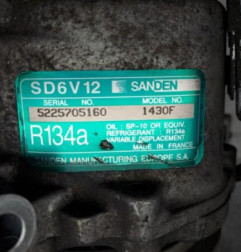 SD6V12 SANDEN
SERIAL NO. MODEL NO.
5225705160 1430F
R134a
OIL : SP-10 OR EQUIV.
REFRIGERANT : R134a
VARIABLE DISPLACEMENT
MADE IN FRANCE
SANDEN MANUFACTURING EUROPE S.A.